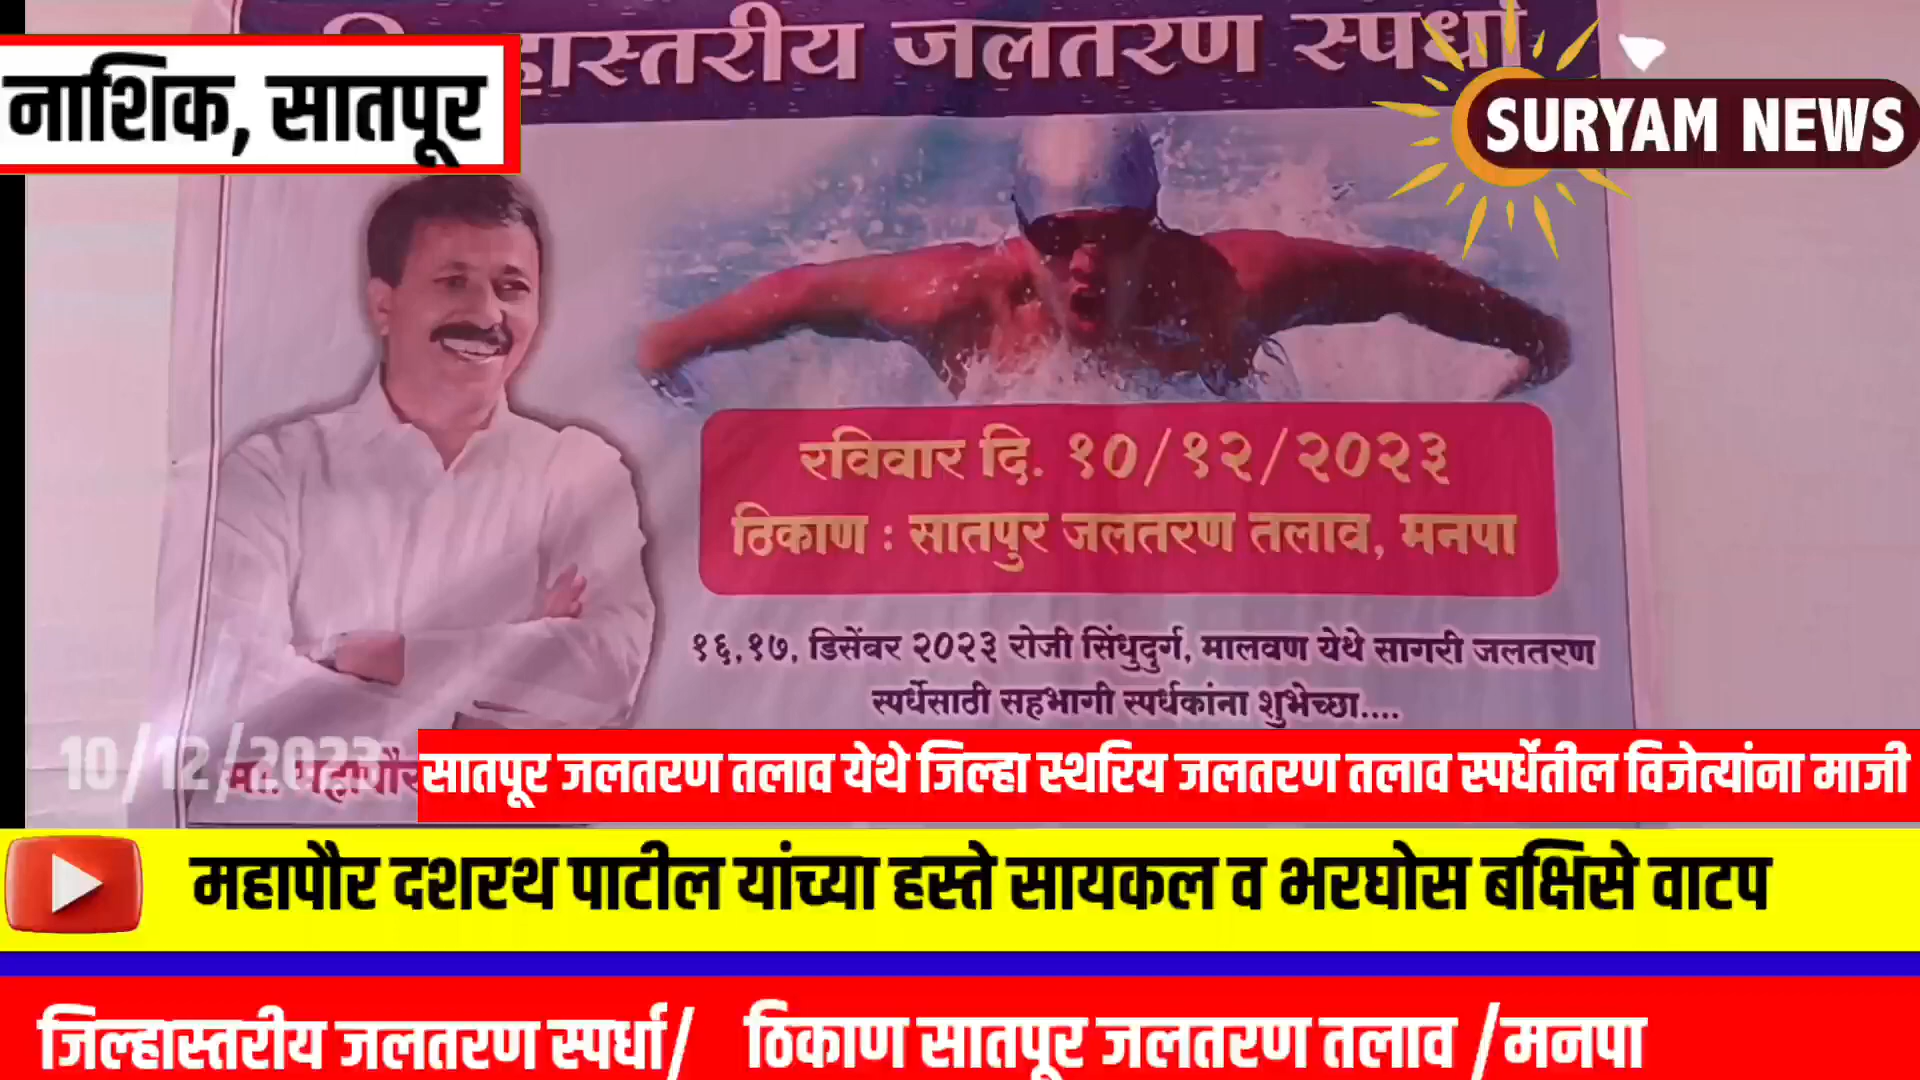 जिल्हास्तरीय जलतरण स्पर्धा
नाशिक, सातपूर
SURYAM NEWS
रविवार दि. १०/१२/२०२३
ठिकाण : सातपुर जलतरण तलाव, मनपा
१६,१७, डिसेंबर २०२३ रोजी सिंधुदुर्ग, मालवण येथे सागरी जलतरण
स्पर्धेसाठी सहभागी स्पर्धकांना शुभेच्छा....
10/12/2023
मा. महापौर
सातपूर जलतरण तलाव येथे जिल्हा स्थरिय जलतरण तलाव स्पर्धेतील विजेत्यांना माजी
महापौर दशरथ पाटील यांच्या हस्ते सायकल व भरघोस बक्षिसे वाटप
जिल्हास्तरीय जलतरण स्पर्धा/ ठिकाण सातपूर जलतरण तलाव /मनपा